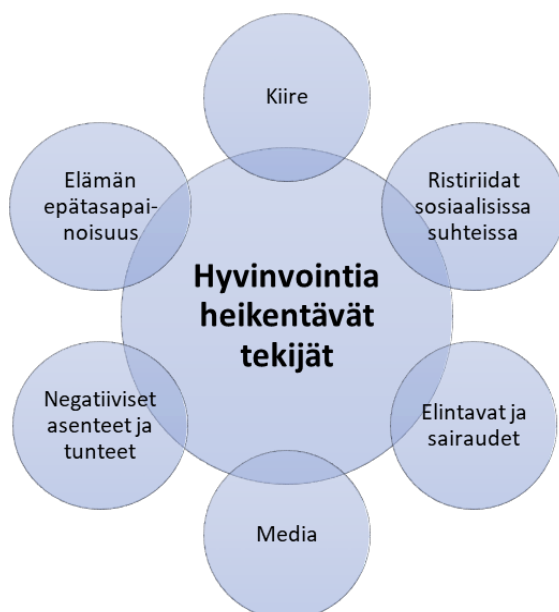 Kiire
Ristiriidat
sosiaalisissa
suhteissa
Elintavat ja
sairaudet
Media
Negatiiviset
asenteet ja
tunteet
Elämän
epätasapai-
noisuus
Hyvinvointia
heikentävät
tekijät